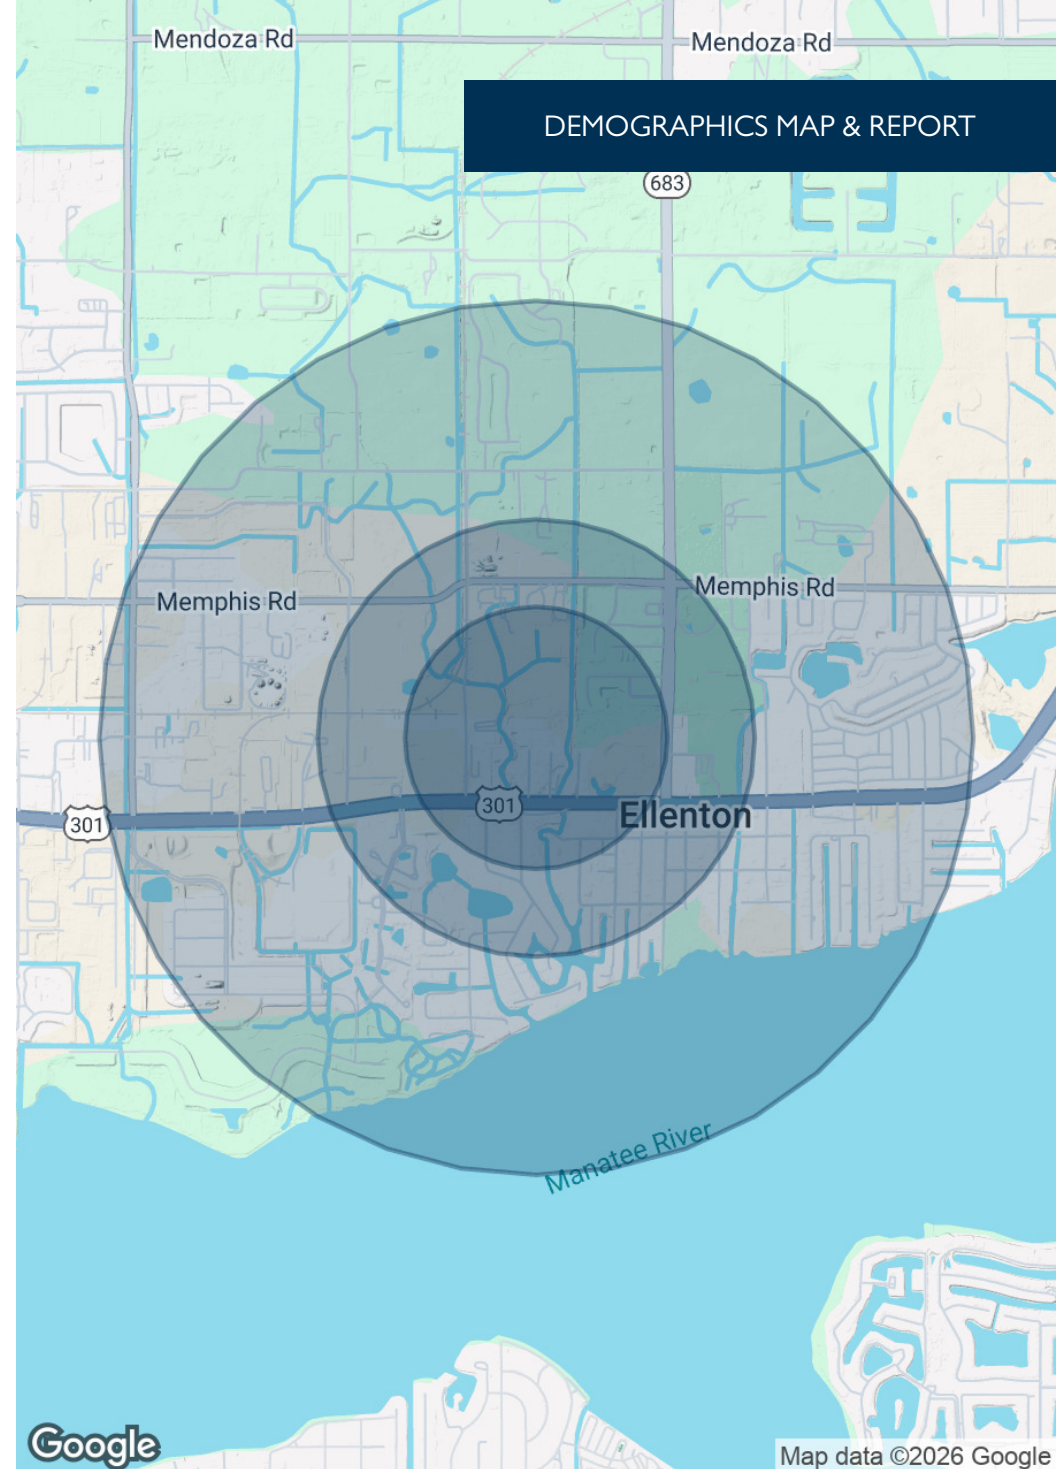 Mendoza Rd
Mendoza Rd
DEMOGRAPHICS MAP & REPORT
683
Memphis Rd
Memphis Rd
301
Ellenton
301
Manatee River
Google
Map data ©2026 Google